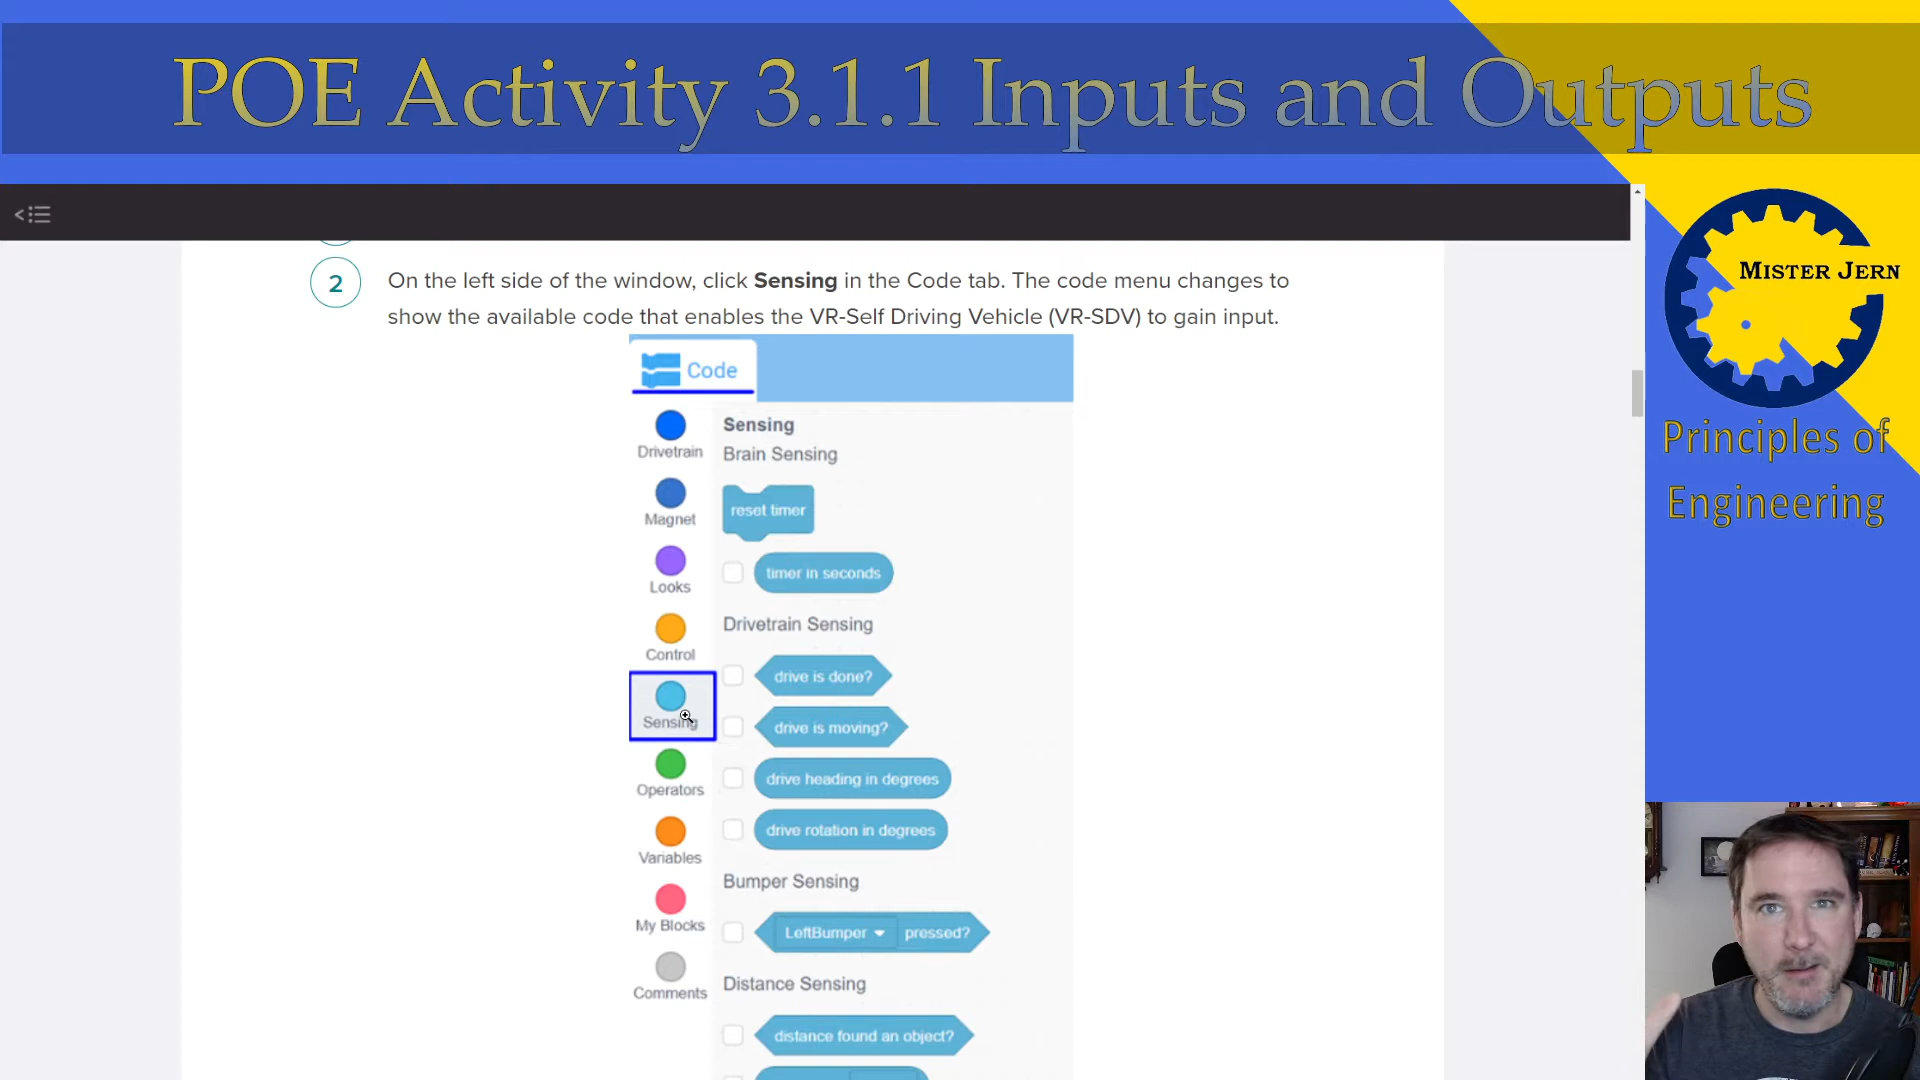 POE Activity 3.1.1 Inputs and Outputs
MISTER JERN
Principles of
Engineering
2
On the left side of the window, click Sensing in the Code tab. The code menu changes to
show the available code that enables the VR-Self Driving Vehicle (VR-SDV) to gain input.
Code
Drivetrain
Magnet
Looks
Control
Sensing
Operators
Variables
My Blocks
Comments
Sensing
Brain Sensing
reset timer
timer in seconds
Drivetrain Sensing
drive is done?
drive is moving?
drive heading in degrees
drive rotation in degrees
Bumper Sensing
LeftBumper pressed?
Distance Sensing
distance found an object?